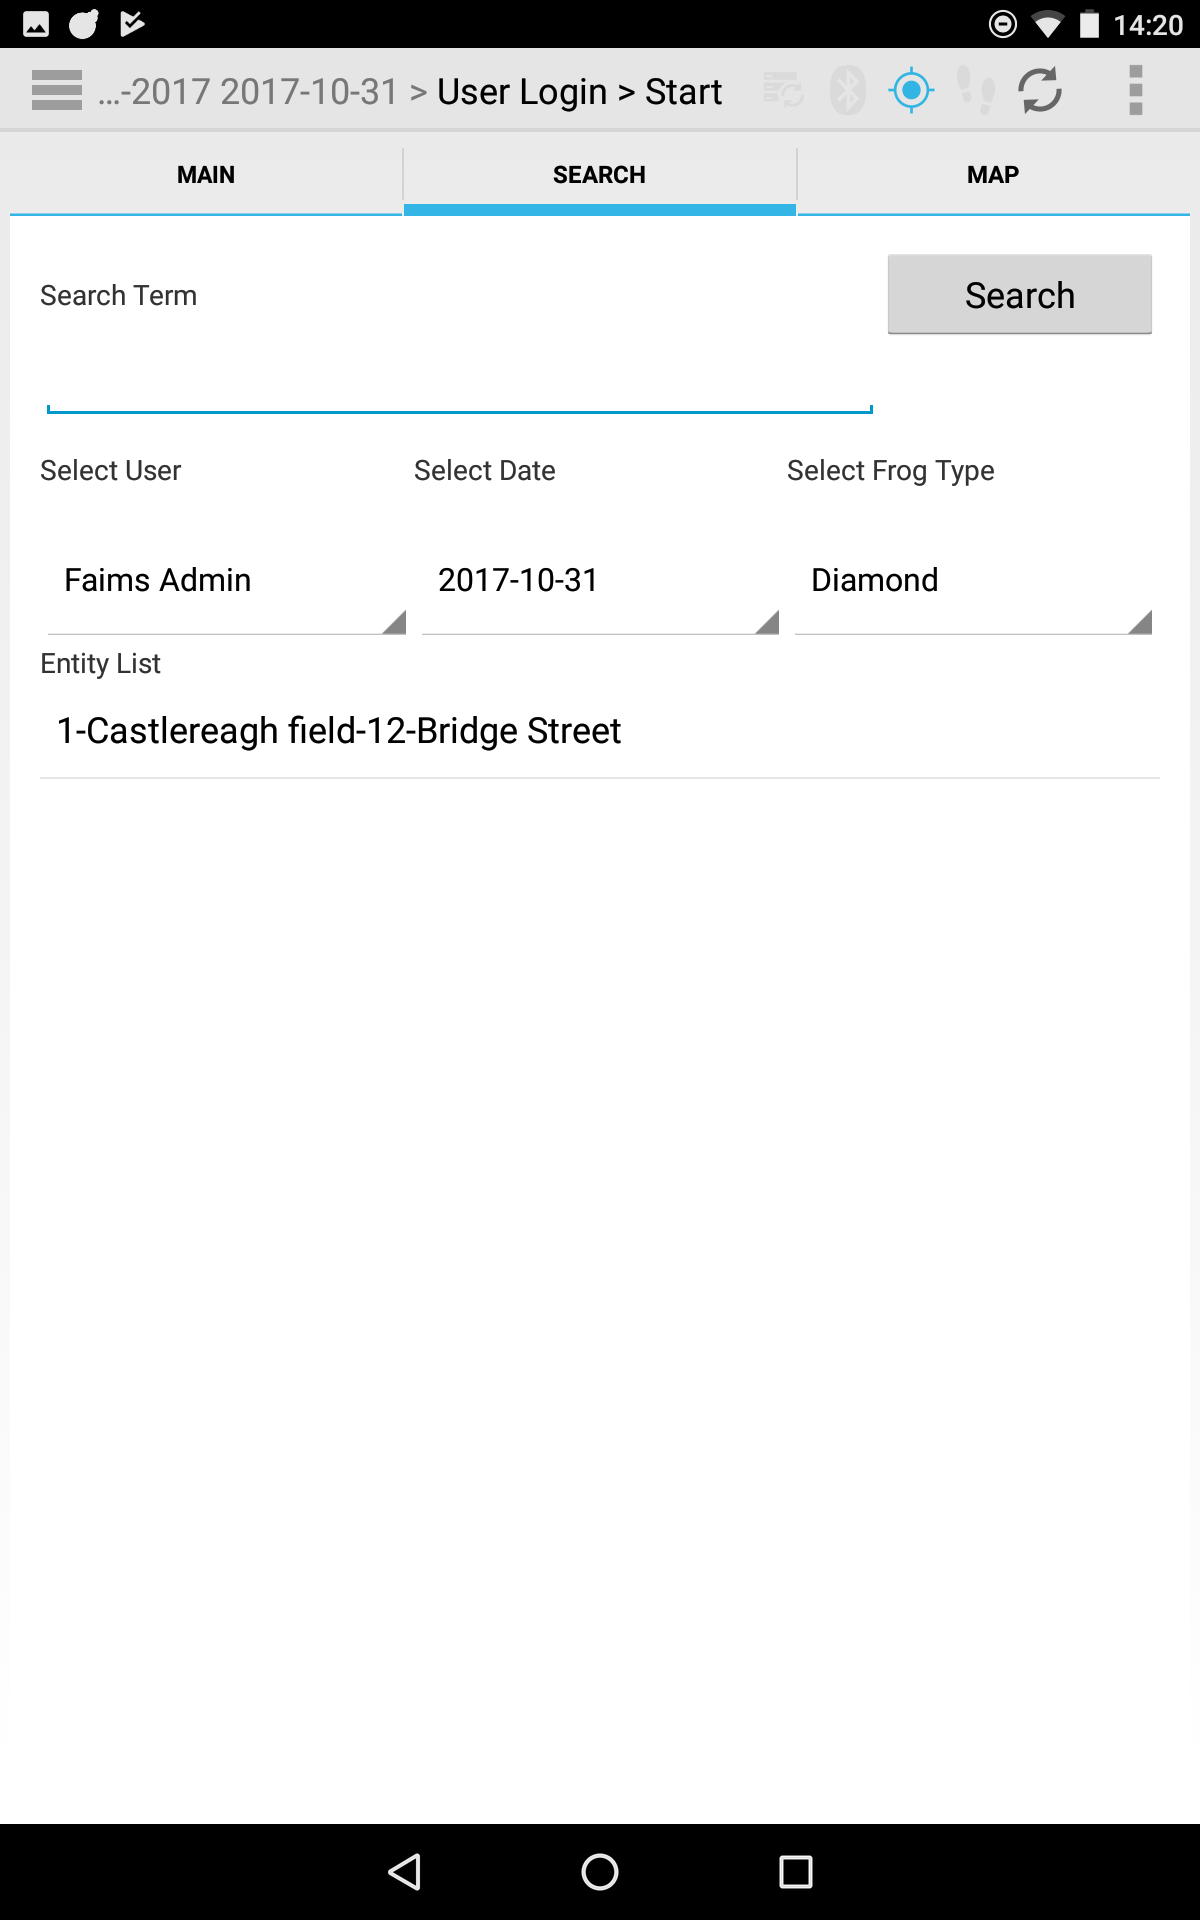 14:20
...-2017 2017-10-31 > User Login > Start
MAIN SEARCH MAP
Search Term
Search
Select User Select Date Select Frog Type
Faims Admin 2017-10-31 Diamond
Entity List
1-Castlereagh field-12-Bridge Street